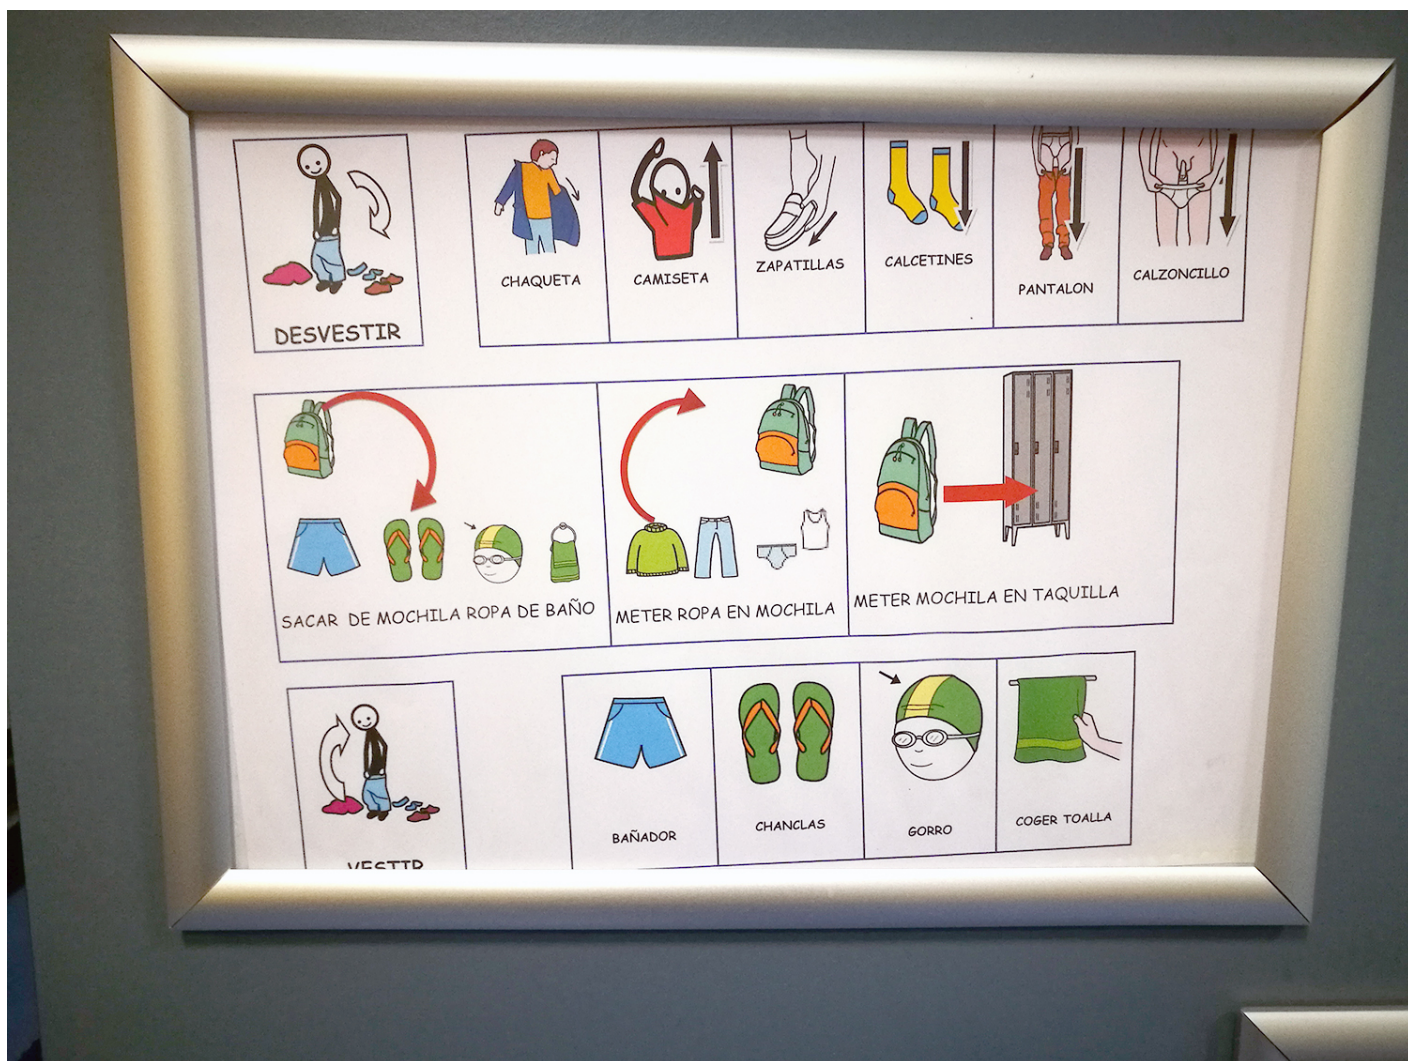 DESVESTIR
CHAQUETA
CAMISETA
ZAPATILLAS
CALCETINES
PANTALON
CALZONCILLO
SACAR DE MOCHILA ROPA DE BAÑO
METER ROPA EN MOCHILA
METER MOCHILA EN TAQUILLA
VESTIR
BAÑADOR
CHANCLAS
GORRO
COGER TOALLA